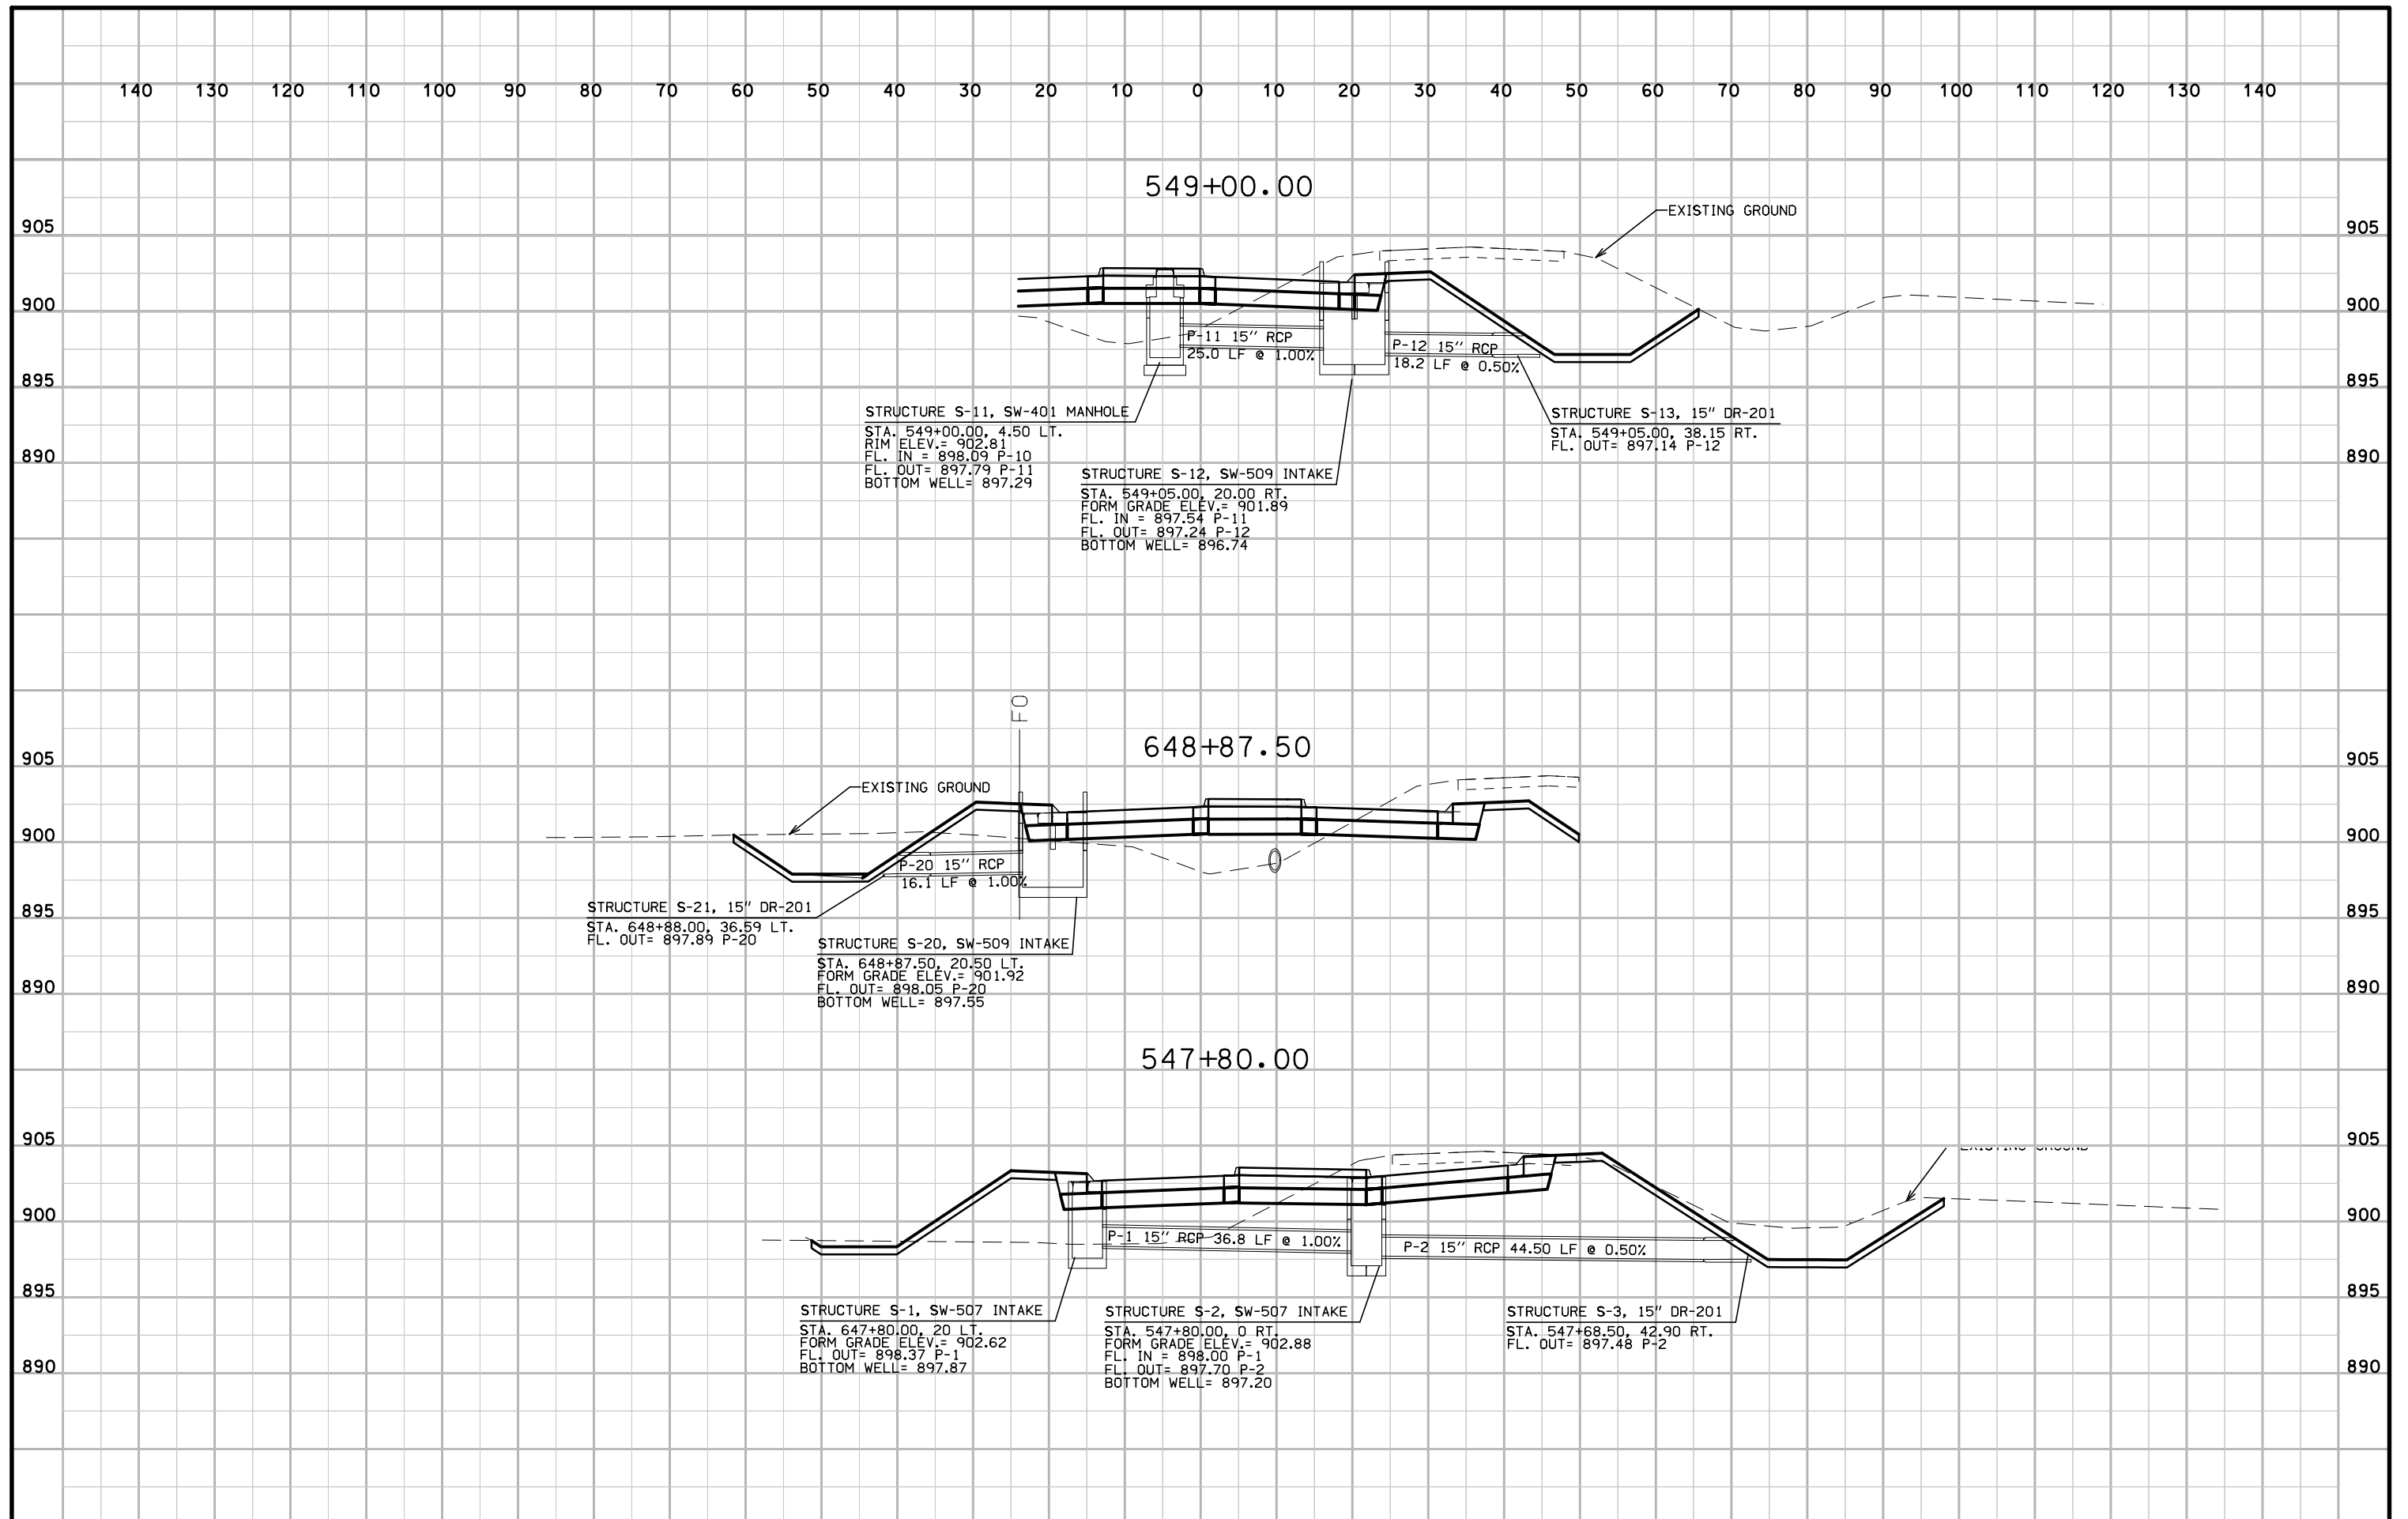 140 130 120 110 100 90 80 70 60 50 40 30 20 10 0 10 20 30 40 50 60 70 80 90 100 110 120 130 140
549+00.00
EXISTING GROUND
905 905
900 900
P-11 15" RCP
25.0 LF @ 1.00%
P-12 15" RCP
18.2 LF @ 0.50%
895 895
STRUCTURE S-11, SW-401 MANHOLE
STA. 549+00.00, 4.50 LT.
RIM ELEV.= 902.81
FL. IN = 898.09 P-10
FL. OUT= 897.79 P-11
BOTTOM WELL= 897.29
STRUCTURE S-13, 15" DR-201
STA. 549+05.00, 38.15 RT.
FL. OUT= 897.14 P-12
890 890
STRUCTURE S-12, SW-509 INTAKE
STA. 549+05.00, 20.00 RT.
FORM GRADE ELEV.= 901.89
FL. IN = 897.54 P-11
FL. OUT= 897.24 P-12
BOTTOM WELL= 896.74
FO
648+87.50
905 905
EXISTING GROUND
900 900
P-20 15" RCP
16.1 LF @ 1.00%
895 895
STRUCTURE S-21, 15" DR-201
STA. 648+88.00, 36.59 LT.
FL. OUT= 897.89 P-20
STRUCTURE S-20, SW-509 INTAKE
STA. 648+87.50, 20.50 LT.
FORM GRADE ELEV.= 901.92
FL. OUT= 898.05 P-20
BOTTOM WELL= 897.55
890 890
547+80.00
905 905
EXISTING GROUND
900 900
P-1 15" RCP 36.8 LF @ 1.00%
P-2 15" RCP 44.50 LF @ 0.50%
895 895
STRUCTURE S-1, SW-507 INTAKE
STA. 647+80.00, 20 LT.
FORM GRADE ELEV.= 902.62
FL. OUT= 898.37 P-1
BOTTOM WELL= 897.87
STRUCTURE S-2, SW-507 INTAKE
STA. 547+80.00, 0 RT.
FORM GRADE ELEV.= 902.88
FL. IN = 898.00 P-1
FL. OUT= 897.70 P-2
BOTTOM WELL= 897.20
STRUCTURE S-3, 15" DR-201
STA. 547+68.50, 42.90 RT.
FL. OUT= 897.48 P-2
890 890